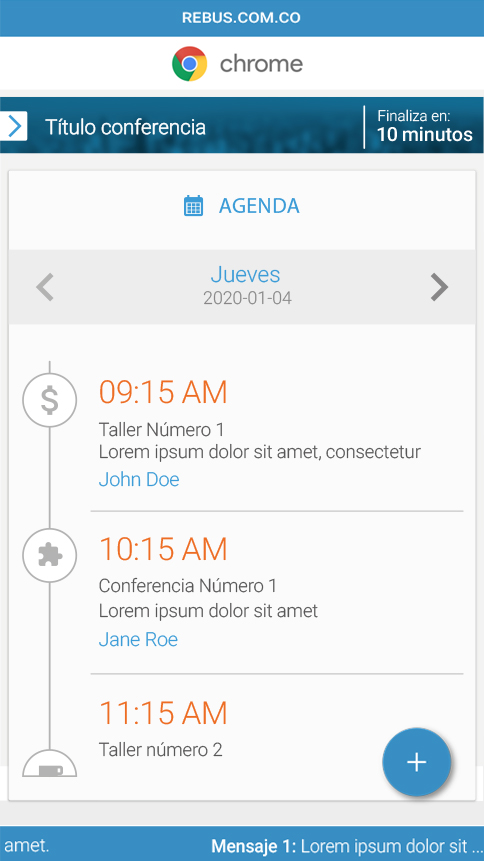 REBUS.COM.CO
chrome
Título conferencia
Finaliza en:
10 minutos
AGENDA
Jueves
2020-01-04
$
09:15 AM
Taller Número 1
Lorem ipsum dolor sit amet, consectetur
John Doe
10:15 AM
Conferencia Número 1
Lorem ipsum dolor sit amet
Jane Roe
11:15 AM
Taller número 2
+
amet. Mensaje 1: Lorem ipsum dolor sit ...